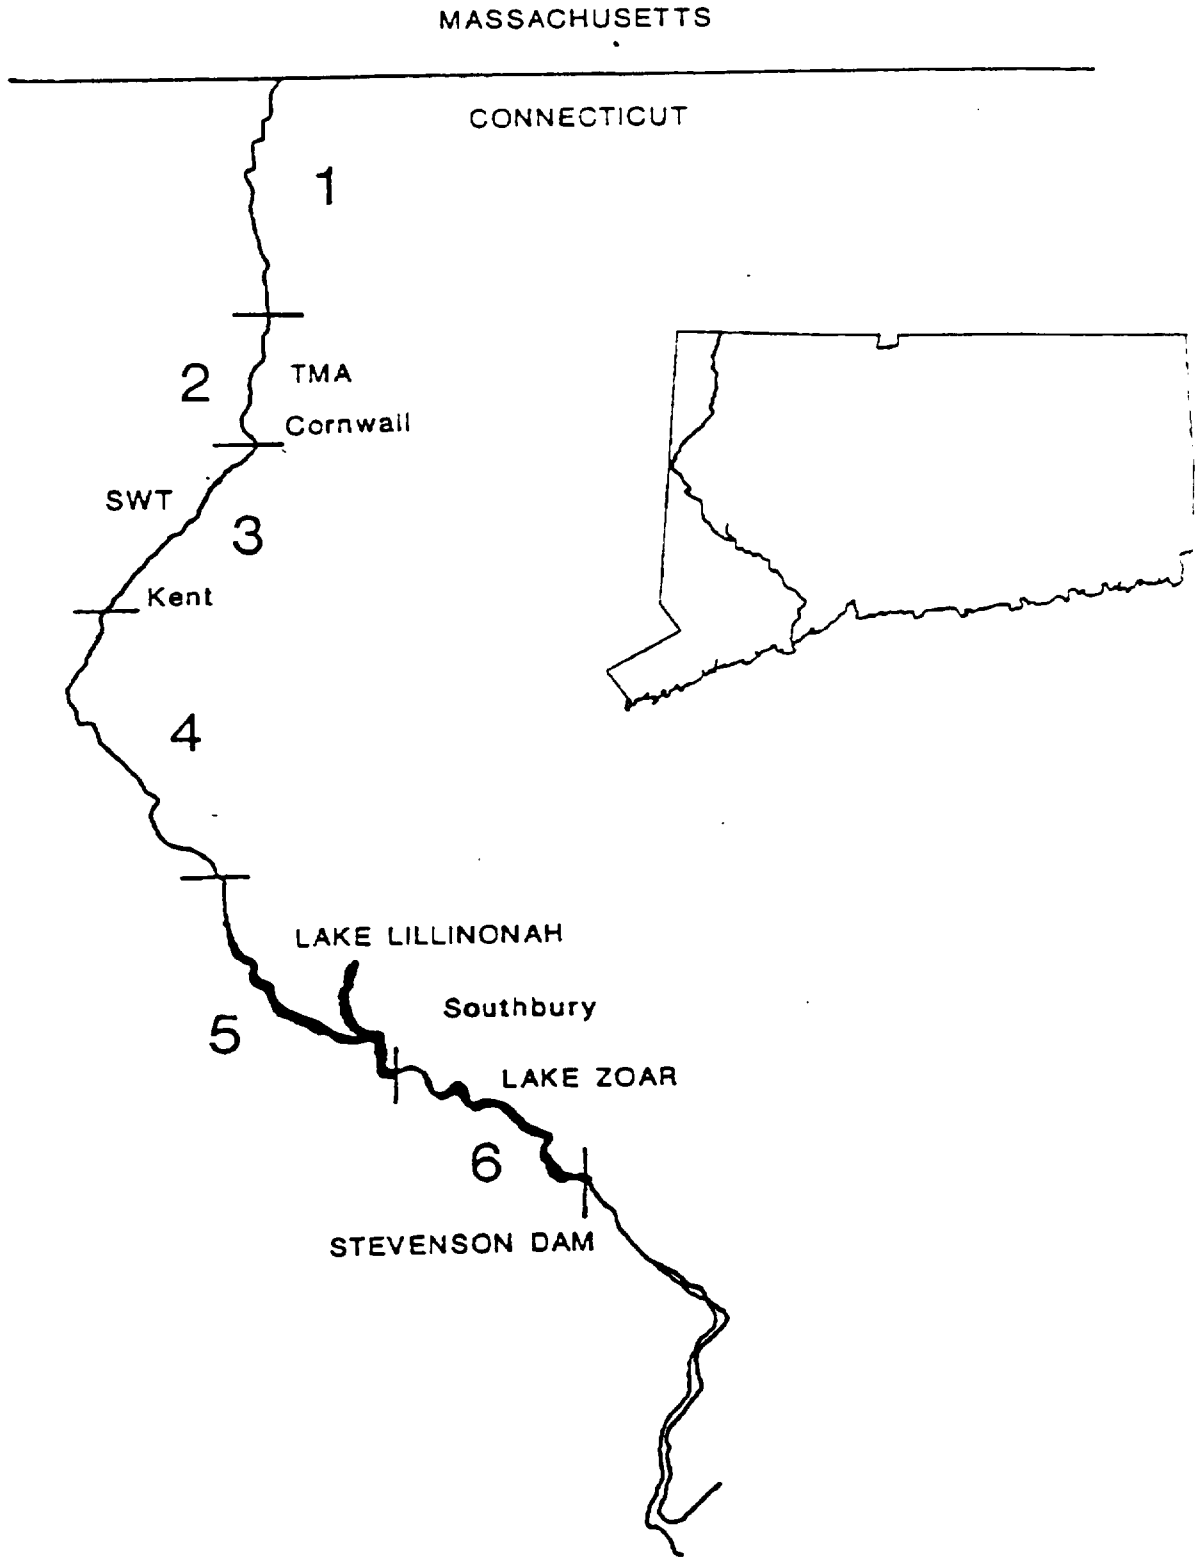 MASSACHUSETTS
CONNECTICUT
1
2
TMA
Cornwall
SWT
3
Kent
4
LAKE LILLINONAH
Southbury
5
LAKE ZOAR
6
STEVENSON DAM